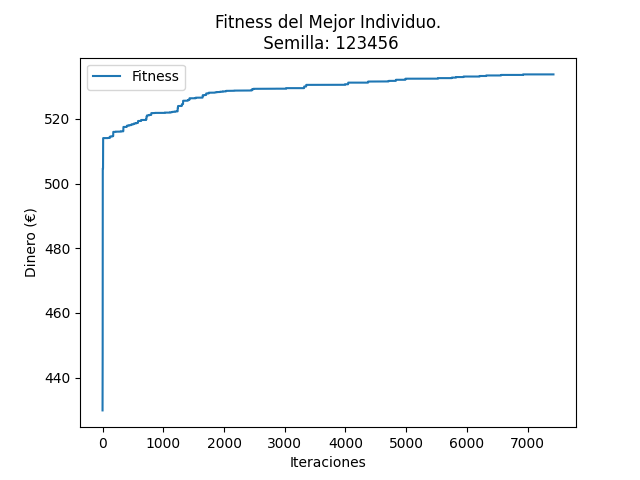 Fitness del Mejor Individuo.
Semilla: 123456
Fitness
520
500
480
460
440
Dinero (€)
0 1000 2000 3000 4000 5000 6000 7000
Iteraciones